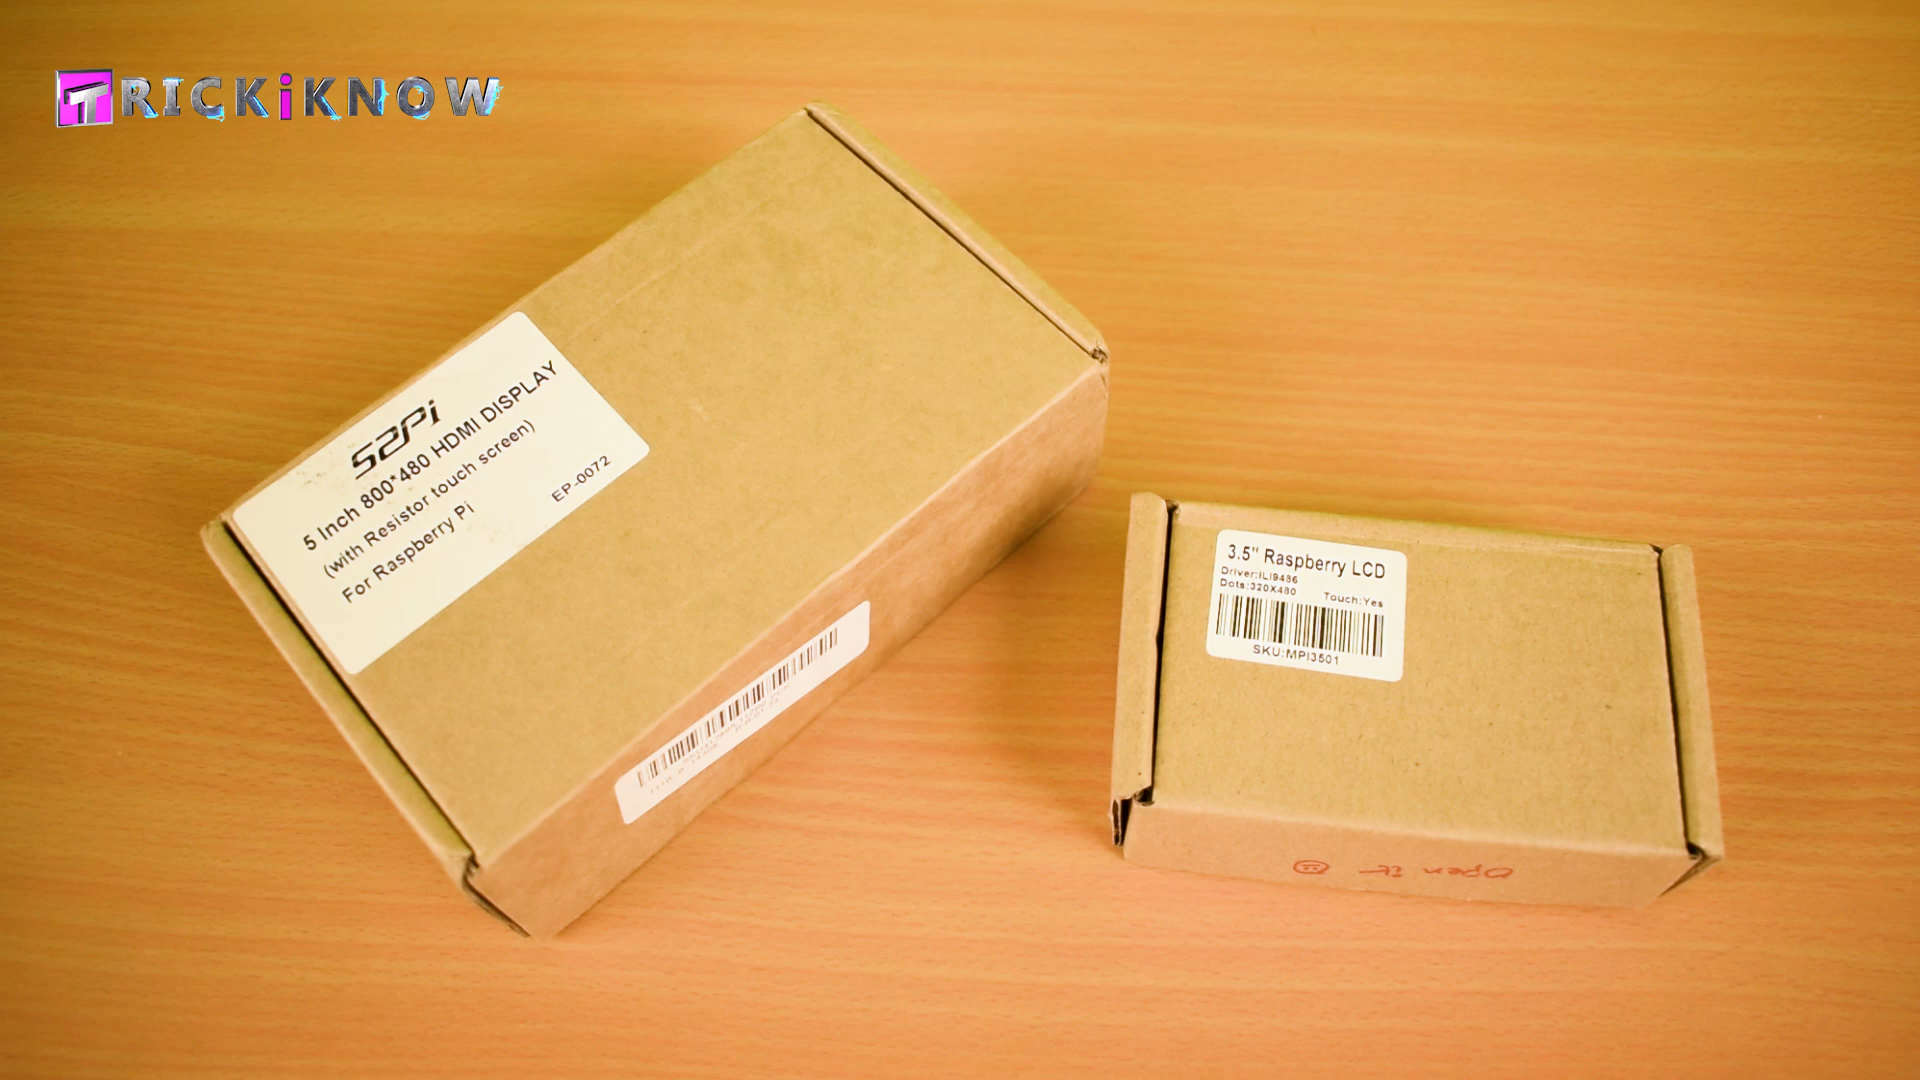 TRICKiKNOW
52Pi
5 Inch 800*480 HDMI DISPLAY
(with Resistor touch screen)
For Raspberry Pi
EP-0072
3.5" Raspberry LCD
Driver:ILI9486
Dots:320X480
Touch:Yes
SKU:MPI3501
Open it